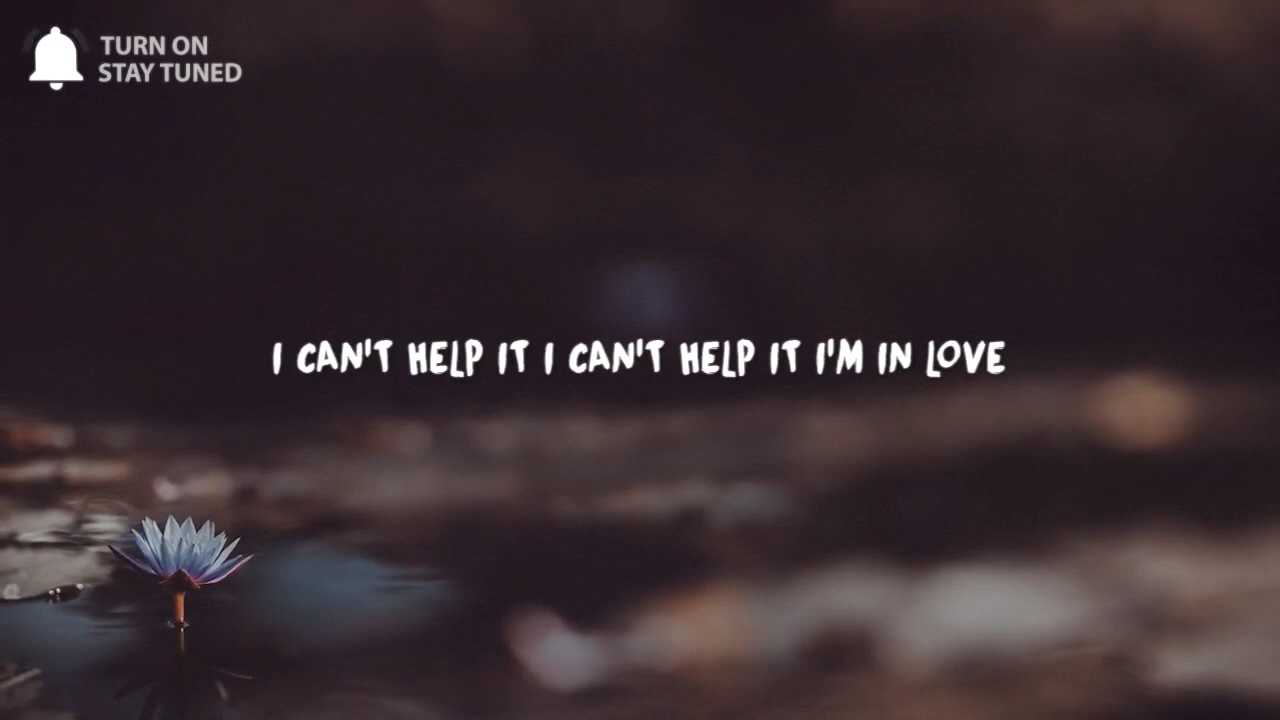 TURN ON
STAY TUNED
I CAN'T HELP IT I CAN'T HELP IT I'M IN LOVE